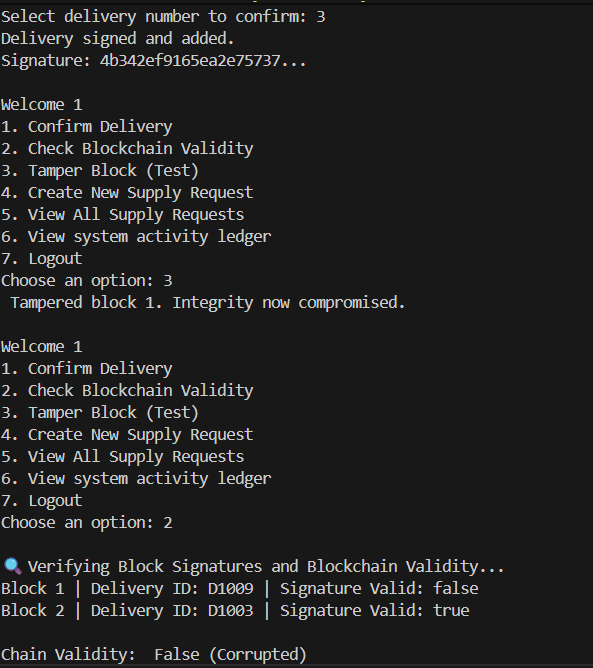 Select delivery number to confirm: 3
Delivery signed and added.
Signature: 4b342ef9165ea2e75737...
Welcome 1
1. Confirm Delivery
2. Check Blockchain Validity
3. Tamper Block (Test)
4. Create New Supply Request
5. View All Supply Requests
6. View system activity ledger
7. Logout
Choose an option: 3
Tampered block 1. Integrity now compromised.
Welcome 1
1. Confirm Delivery
2. Check Blockchain Validity
3. Tamper Block (Test)
4. Create New Supply Request
5. View All Supply Requests
6. View system activity ledger
7. Logout
Choose an option: 2
🔍 Verifying Block Signatures and Blockchain Validity...
Block 1 | Delivery ID: D1009 | Signature Valid: false
Block 2 | Delivery ID: D1003 | Signature Valid: true
Chain Validity:  False (Corrupted)